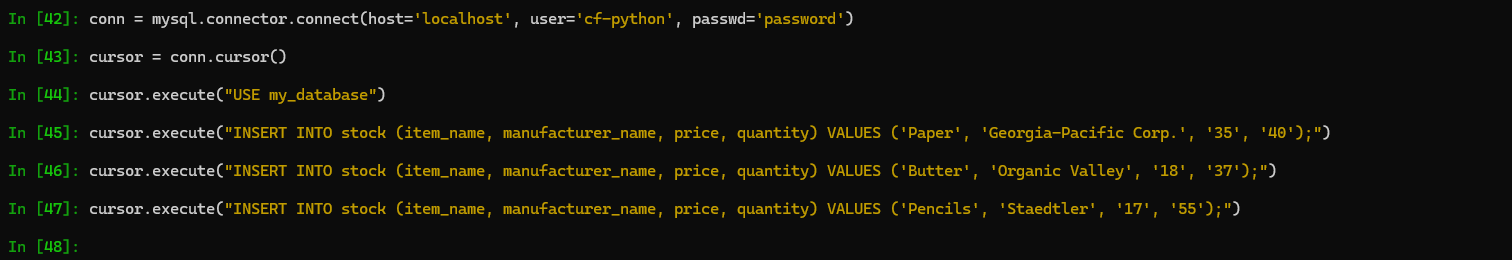 In [42]: conn = mysql.connector.connect(host='localhost', user='cf-python', passwd='password')
In [43]: cursor = conn.cursor()
In [44]: cursor.execute("USE my_database")
In [45]: cursor.execute("INSERT INTO stock (item_name, manufacturer_name, price, quantity) VALUES ('Paper', 'Georgia-Pacific Corp.', '35', '40');")
In [46]: cursor.execute("INSERT INTO stock (item_name, manufacturer_name, price, quantity) VALUES ('Butter', 'Organic Valley', '18', '37');")
In [47]: cursor.execute("INSERT INTO stock (item_name, manufacturer_name, price, quantity) VALUES ('Pencils', 'Staedtler', '17', '55');")
In [48]: